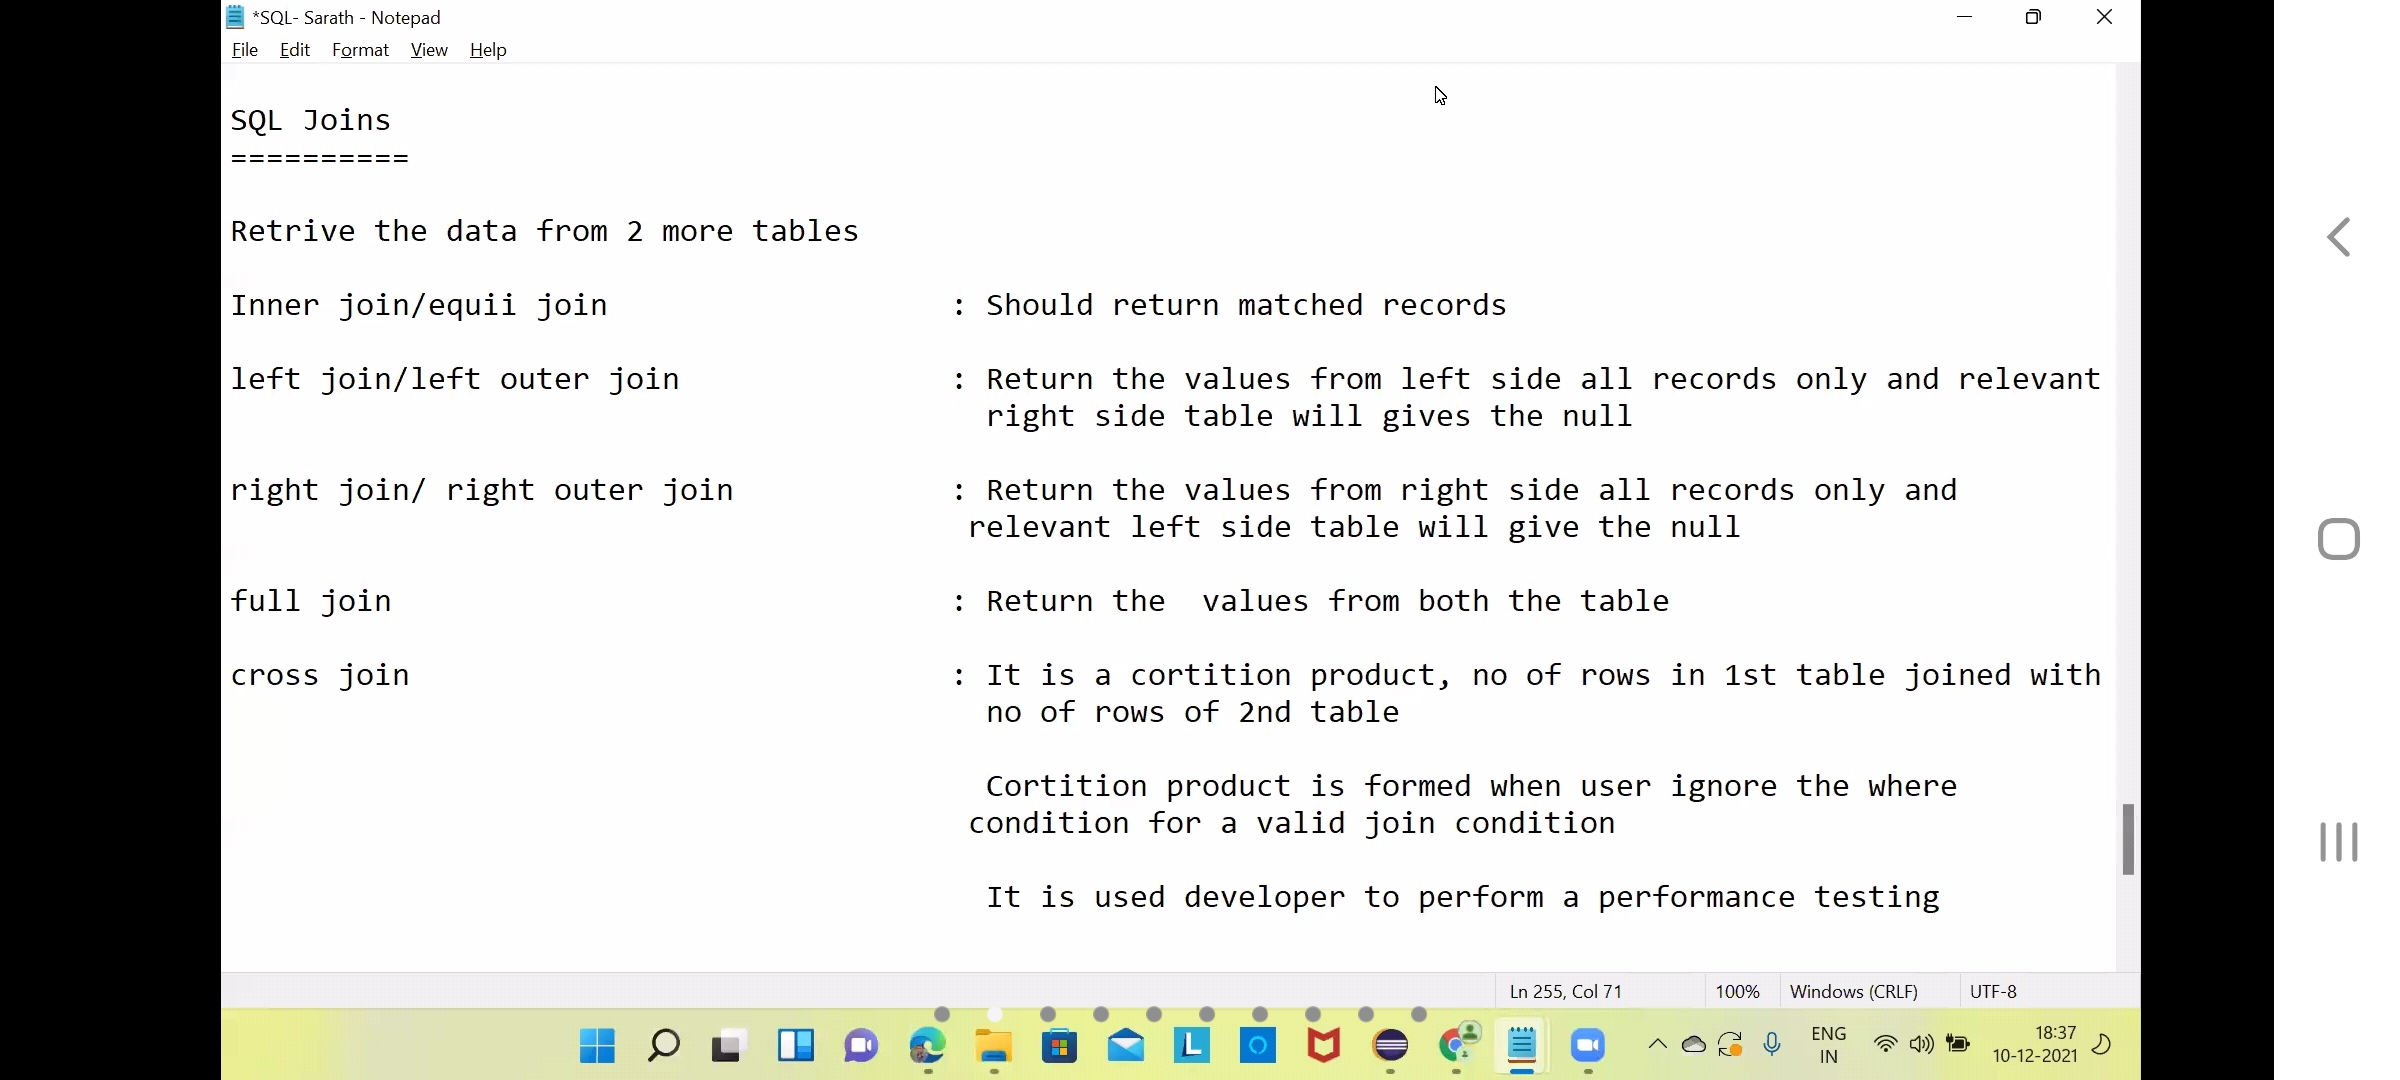 *SQL- Sarath - Notepad
File Edit Format View Help
SQL Joins
==========
Retrive the data from 2 more tables
Inner join/equii join : Should return matched records
left join/left outer join : Return the values from left side all records only and relevant
right side table will gives the null
right join/ right outer join : Return the values from right side all records only and
relevant left side table will give the null
full join : Return the  values from both the table
cross join : It is a cortition product, no of rows in 1st table joined with
no of rows of 2nd table
Cortition product is formed when user ignore the where
condition for a valid join condition
It is used developer to perform a performance testing
Ln 255, Col 71 100% Windows (CRLF) UTF-8
L
ENG
IN
18:37
10-12-2021